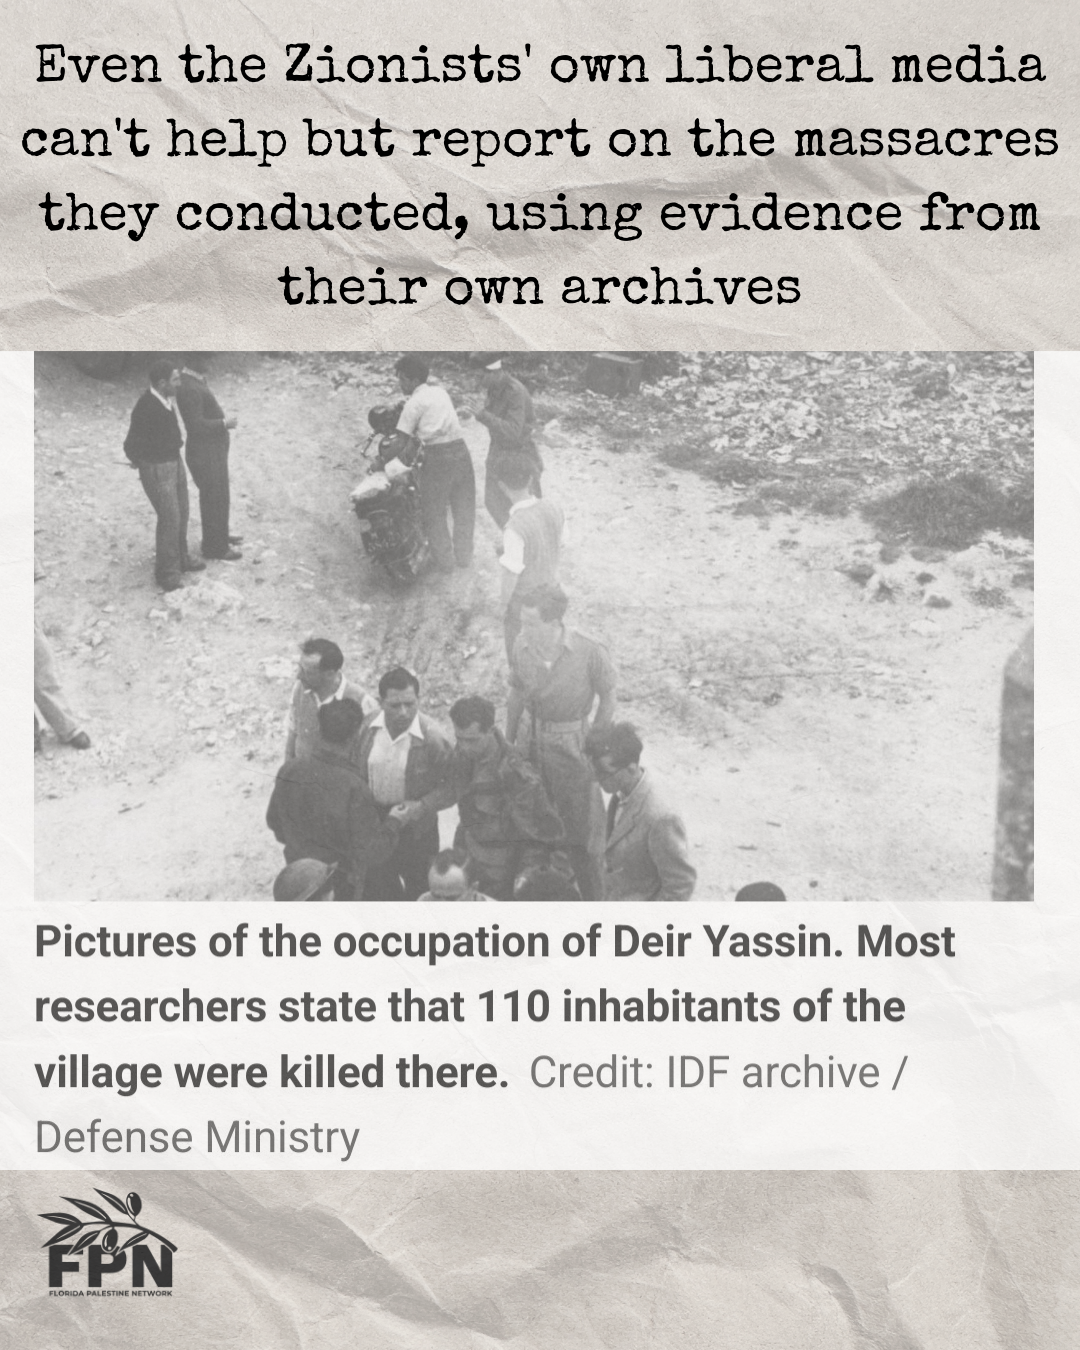 Even the Zionists' own liberal media
can't help but report on the massacres
they conducted, using evidence from
their own archives
Pictures of the occupation of Deir Yassin. Most
researchers state that 110 inhabitants of the
village were killed there. Credit: IDF archive /
Defense Ministry
FPN
FLORIDA PALESTINE NETWORK